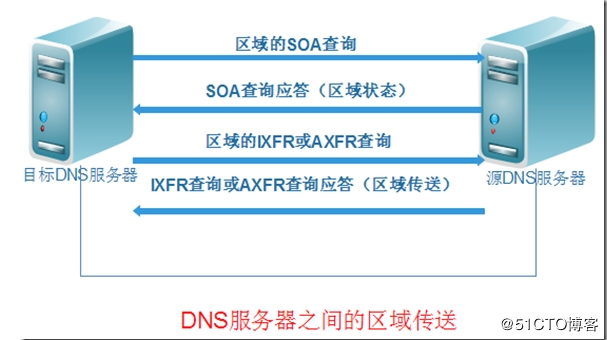 区域的SOA查询
SOA查询应答（区域状态）
区域的IXFR或AXFR查询
IXFR查询或AXFR查询应答（区域传送）
目标DNS服务器
源DNS服务器
DNS服务器之间的区域传送
@51CTO博客